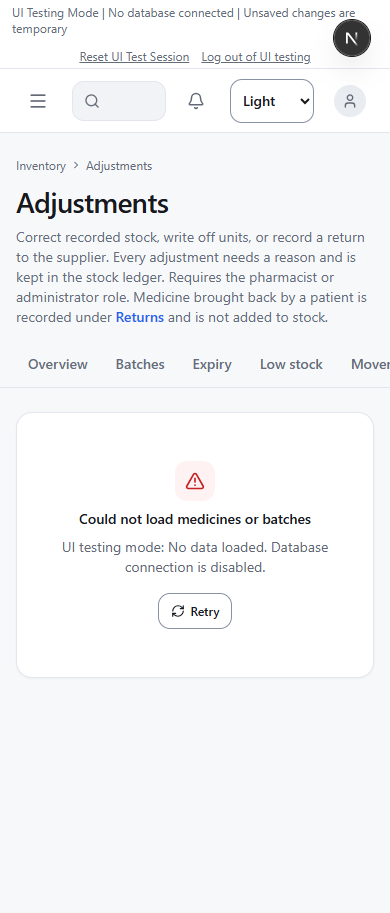 UI Testing Mode | No database connected | Unsaved changes are
temporary
Reset UI Test Session Log out of UI testing
N
Light
Inventory > Adjustments
Adjustments
Correct recorded stock, write off units, or record a return
to the supplier. Every adjustment needs a reason and is
kept in the stock ledger. Requires the pharmacist or
administrator role. Medicine brought back by a patient is
recorded under Returns and is not added to stock.
Overview Batches Expiry Low stock Mover
Could not load medicines or batches
UI testing mode: No data loaded. Database
connection is disabled.
Retry